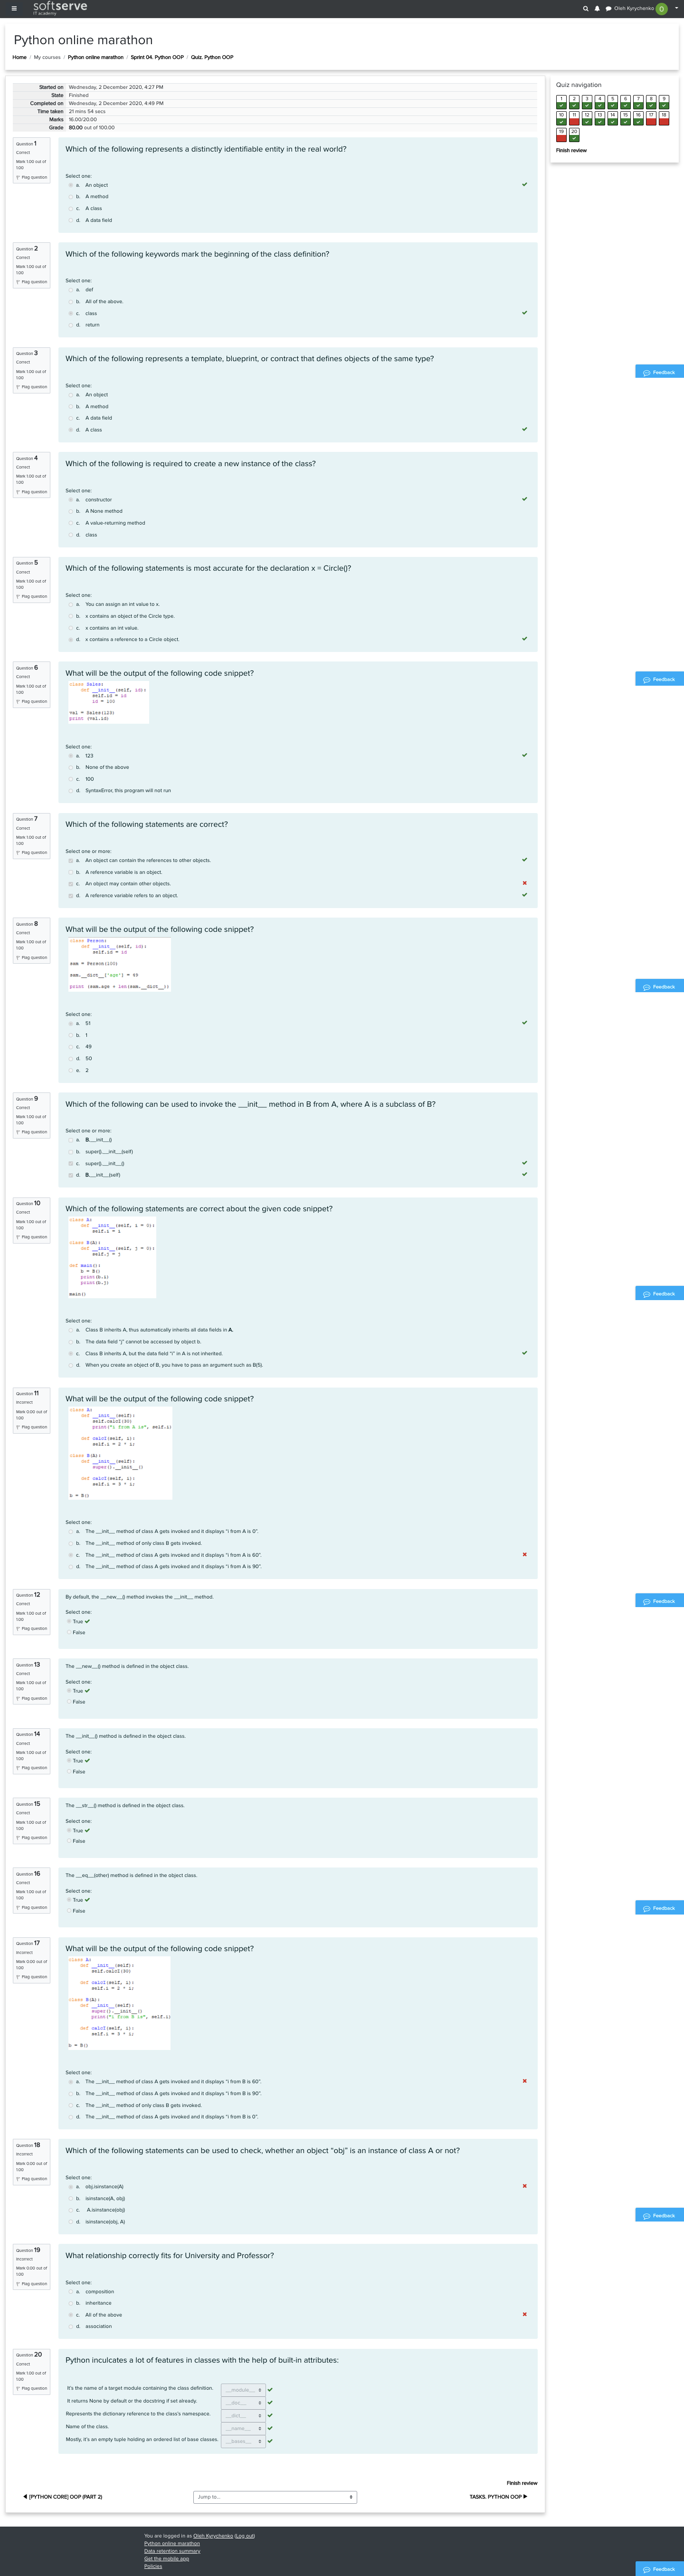 softserve
IT academy
Oleh Kyrychenko
Python online marathon
Home / My courses / Python online marathon / Sprint 04. Python OOP / Quiz. Python OOP
Started on Wednesday, 2 December 2020, 4:27 PM
State Finished
Completed on Wednesday, 2 December 2020, 4:49 PM
Time taken 21 mins 54 secs
Marks 16.00/20.00
Grade 80.00 out of 100.00
Quiz navigation
1 2 3 4 5 6 7 8 9
10 11 12 13 14 15 16 17 18
19 20
Finish review
Question 1
Correct
Mark 1.00 out of
1.00
Flag question
Which of the following represents a distinctly identifiable entity in the real world?
Select one:
a. An object
b. A method
c. A class
d. A data field
Question 2
Correct
Mark 1.00 out of
1.00
Flag question
Which of the following keywords mark the beginning of the class definition?
Select one:
a. def
b. All of the above.
c. class
d. return
Question 3
Correct
Mark 1.00 out of
1.00
Flag question
Which of the following represents a template, blueprint, or contract that defines objects of the same type?
Select one:
a. An object
b. A method
c. A data field
d. A class
Feedback
Question 4
Correct
Mark 1.00 out of
1.00
Flag question
Which of the following is required to create a new instance of the class?
Select one:
a. constructor
b. A None method
c. A value-returning method
d. class
Question 5
Correct
Mark 1.00 out of
1.00
Flag question
Which of the following statements is most accurate for the declaration x = Circle()?
Select one:
a. You can assign an int value to x.
b. x contains an object of the Circle type.
c. x contains an int value.
d. x contains a reference to a Circle object.
Question 6
Correct
Mark 1.00 out of
1.00
Flag question
What will be the output of the following code snippet?
class Sales:
def __init__(self, id):
self.id = id
id = 100
val = Sales(123)
print (val.id)
Select one:
a. 123
b. None of the above
c. 100
d. SyntaxError, this program will not run
Feedback
Question 7
Correct
Mark 1.00 out of
1.00
Flag question
Which of the following statements are correct?
Select one or more:
a. An object can contain the references to other objects.
b. A reference variable is an object.
c. An object may contain other objects.
d. A reference variable refers to an object.
Question 8
Correct
Mark 1.00 out of
1.00
Flag question
What will be the output of the following code snippet?
class Person:
def __init__(self, id):
self.id = id
sam = Person(100)
sam.__dict__['age'] = 49
print (sam.age + len(sam.__dict__))
Select one:
a. 51
b. 1
c. 49
d. 50
e. 2
Feedback
Question 9
Correct
Mark 1.00 out of
1.00
Flag question
Which of the following can be used to invoke the __init__ method in B from A, where A is a subclass of B?
Select one or more:
a. B.__init__()
b. super().__init__(self)
c. super().__init__()
d. B.__init__(self)
Question 10
Correct
Mark 1.00 out of
1.00
Flag question
Which of the following statements are correct about the given code snippet?
class A:
def __init__(self, i = 0):
self.i = i
class B(A):
def __init__(self, j = 0):
self.j = j
def main():
b = B()
print(b.i)
print(b.j)
main()
Select one:
a. Class B inherits A, thus automatically inherits all data fields in A.
b. The data field "j" cannot be accessed by object b.
c. Class B inherits A, but the data field "i" in A is not inherited.
d. When you create an object of B, you have to pass an argument such as B(5).
Feedback
Question 11
Incorrect
Mark 0.00 out of
1.00
Flag question
What will be the output of the following code snippet?
class A:
def __init__(self):
self.calcI(30)
print("i from A is", self.i)
def calcI(self, i):
self.i = 2 * i;
class B(A):
def __init__(self):
super().__init__()
def calcI(self, i):
self.i = 3 * i;
b = B()
Select one:
a. The __init__ method of class A gets invoked and it displays "i from A is 0".
b. The __init__ method of only class B gets invoked.
c. The __init__ method of class A gets invoked and it displays "i from A is 60".
d. The __init__ method of class A gets invoked and it displays "i from A is 90".
Question 12
Correct
Mark 1.00 out of
1.00
Flag question
By default, the __new__() method invokes the __init__ method.
Select one:
True
False
Feedback
Question 13
Correct
Mark 1.00 out of
1.00
Flag question
The __new__() method is defined in the object class.
Select one:
True
False
Question 14
Correct
Mark 1.00 out of
1.00
Flag question
The __init__() method is defined in the object class.
Select one:
True
False
Question 15
Correct
Mark 1.00 out of
1.00
Flag question
The __str__() method is defined in the object class.
Select one:
True
False
Question 16
Correct
Mark 1.00 out of
1.00
Flag question
The __eq__(other) method is defined in the object class.
Select one:
True
False
Feedback
Question 17
Incorrect
Mark 0.00 out of
1.00
Flag question
What will be the output of the following code snippet?
class A:
def __init__(self):
self.calcI(30)
def calcI(self, i):
self.i = 2 * i;
class B(A):
def __init__(self):
super().__init__()
print("i from B is", self.i)
def calcI(self, i):
self.i = 3 * i;
b = B()
Select one:
a. The __init__ method of class A gets invoked and it displays "i from B is 60".
b. The __init__ method of class A gets invoked and it displays "i from B is 90".
c. The __init__ method of only class B gets invoked.
d. The __init__ method of class A gets invoked and it displays "i from B is 0".
Question 18
Incorrect
Mark 0.00 out of
1.00
Flag question
Which of the following statements can be used to check, whether an object "obj" is an instance of class A or not?
Select one:
a. obj.isinstance(A)
b. isinstance(A, obj)
c. A.isinstance(obj)
d. isinstance(obj, A)
Feedback
Question 19
Incorrect
Mark 0.00 out of
1.00
Flag question
What relationship correctly fits for University and Professor?
Select one:
a. composition
b. inheritance
c. All of the above
d. association
Question 20
Correct
Mark 1.00 out of
1.00
Flag question
Python inculcates a lot of features in classes with the help of built-in attributes:
It's the name of a target module containing the class definition. __module__
It returns None by default or the docstring if set already. __doc__
Represents the dictionary reference to the class's namespace. __dict__
Name of the class. __name__
Mostly, it's an empty tuple holding an ordered list of base classes. __bases__
Finish review
◀ [PYTHON CORE] OOP (PART 2)
Jump to...
TASKS. PYTHON OOP ▶
You are logged in as Oleh Kyrychenko (Log out)
Python online marathon
Data retention summary
Get the mobile app
Policies
Feedback